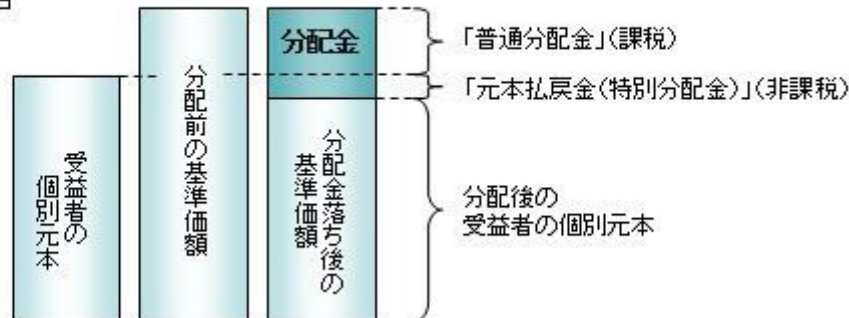 分配金
「普通分配金」(課税)
「元本払戻金(特別分配金)」(非課税)
受益者の
個別元本
分配前の基準価額
分配金落ち後の
基準価額
分配後の
受益者の個別元本